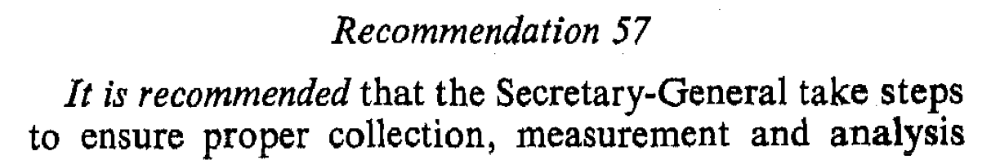 Recommendation 57
It is recommended that the Secretary-General take steps
to ensure proper collection, measurement and analysis